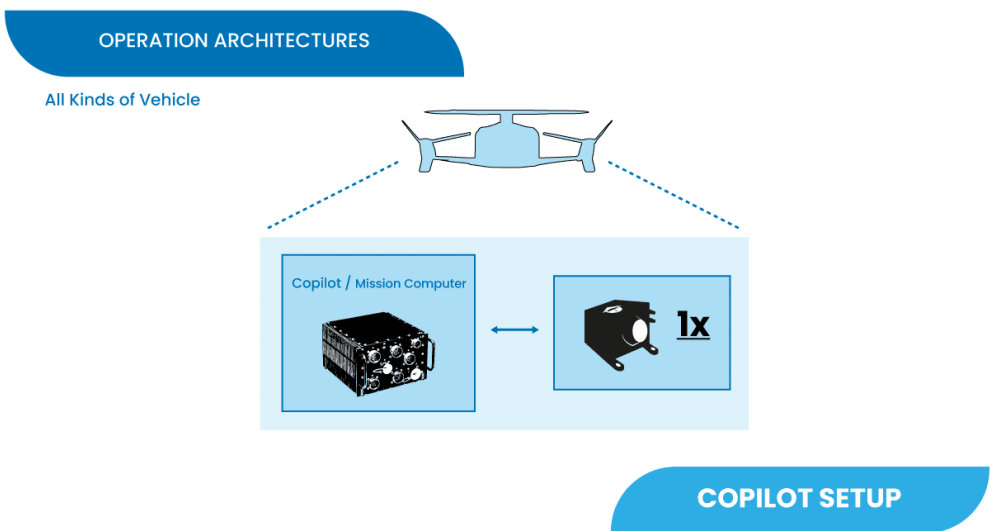 OPERATION ARCHITECTURES
All Kinds of Vehicle
Copilot / Mission Computer
1x
COPILOT SETUP